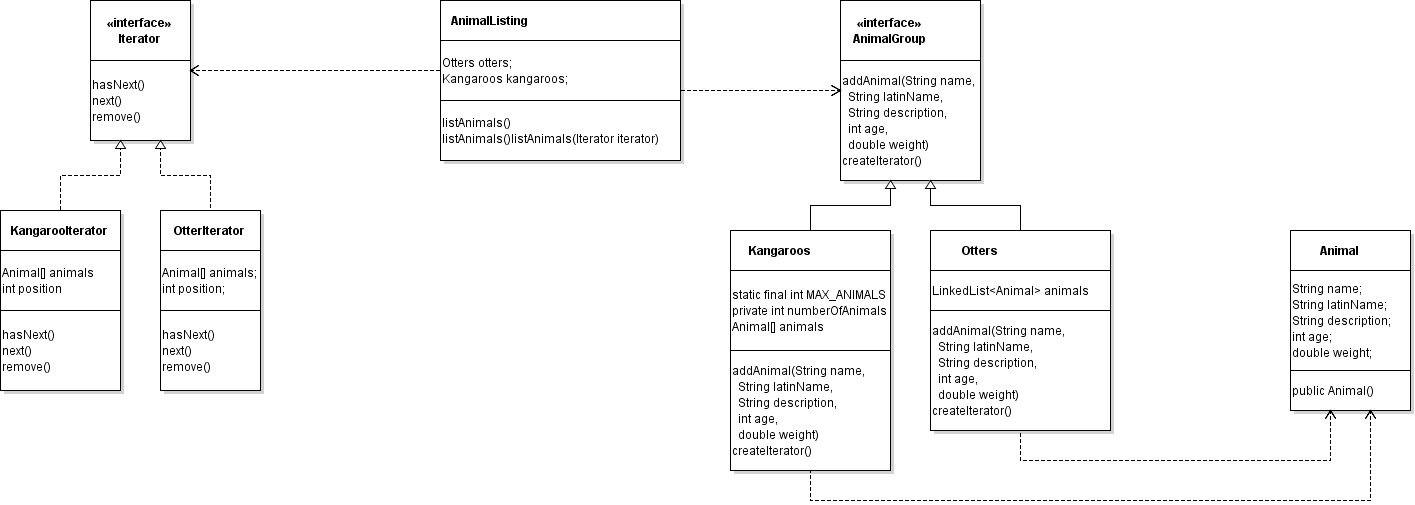 «interface»
Iterator
hasNext()
next()
remove()
AnimalListing
Otters otters;
Kangaroos kangaroos;
listAnimals()
listAnimals()listAnimals(Iterator iterator)
«interface»
AnimalGroup
addAnimal(String name,
String latinName,
String description,
int age,
double weight)
createIterator()
KangarooIterator
Animal[] animals
int position
hasNext()
next()
remove()
OtterIterator
Animal[] animals;
int position;
hasNext()
next()
remove()
Kangaroos
static final int MAX_ANIMALS
private int numberOfAnimals
Animal[] animals
addAnimal(String name,
String latinName,
String description,
int age,
double weight)
createIterator()
Otters
LinkedList<Animal> animals
addAnimal(String name,
String latinName,
String description,
int age,
double weight)
createIterator()
Animal
String name;
String latinName;
String description;
int age;
double weight;
public Animal()